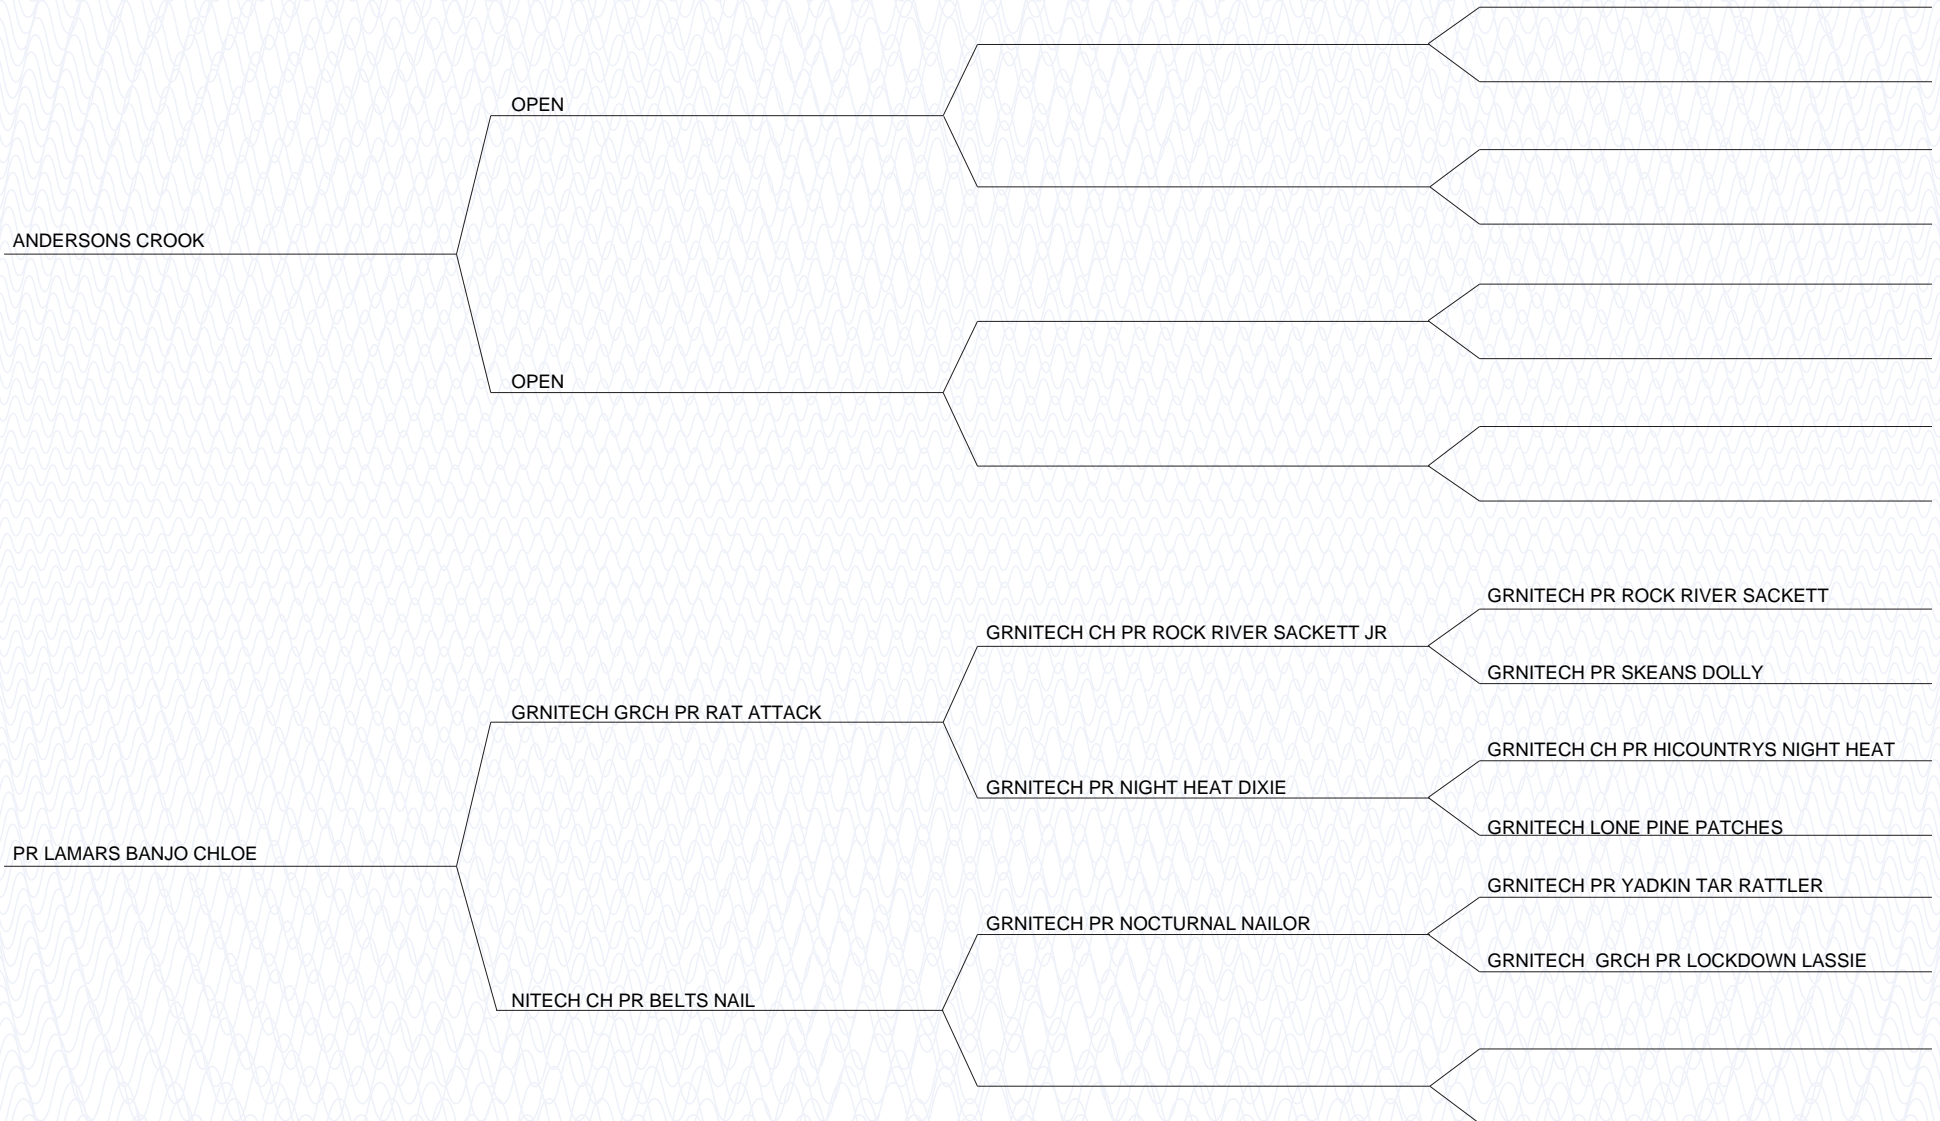 OPEN
ANDERSONS CROOK
OPEN
GRNITECH PR ROCK RIVER SACKETT
GRNITECH CH PR ROCK RIVER SACKETT JR
GRNITECH PR SKEANS DOLLY
GRNITECH GRCH PR RAT ATTACK
GRNITECH CH PR HICOUNTRYS NIGHT HEAT
GRNITECH PR NIGHT HEAT DIXIE
GRNITECH LONE PINE PATCHES
PR LAMARS BANJO CHLOE
GRNITECH PR YADKIN TAR RATTLER
GRNITECH PR NOCTURNAL NAILOR
GRNITECH  GRCH PR LOCKDOWN LASSIE
NITECH CH PR BELTS NAIL